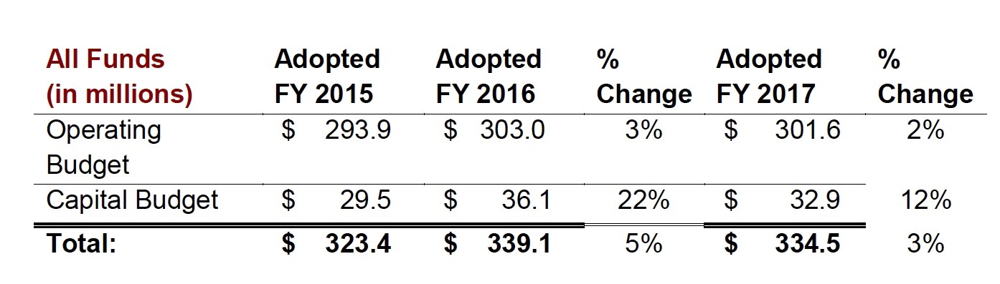 All Funds Adopted Adopted % Adopted %
(in millions) FY 2015 FY 2016 Change FY 2017 Change
Operating $ 293.9 $ 303.0 3% $ 301.6 2%
Budget
Capital Budget $ 29.5 $ 36.1 22% $ 32.9 12%
Total: $ 323.4 $ 339.1 5% $ 334.5 3%